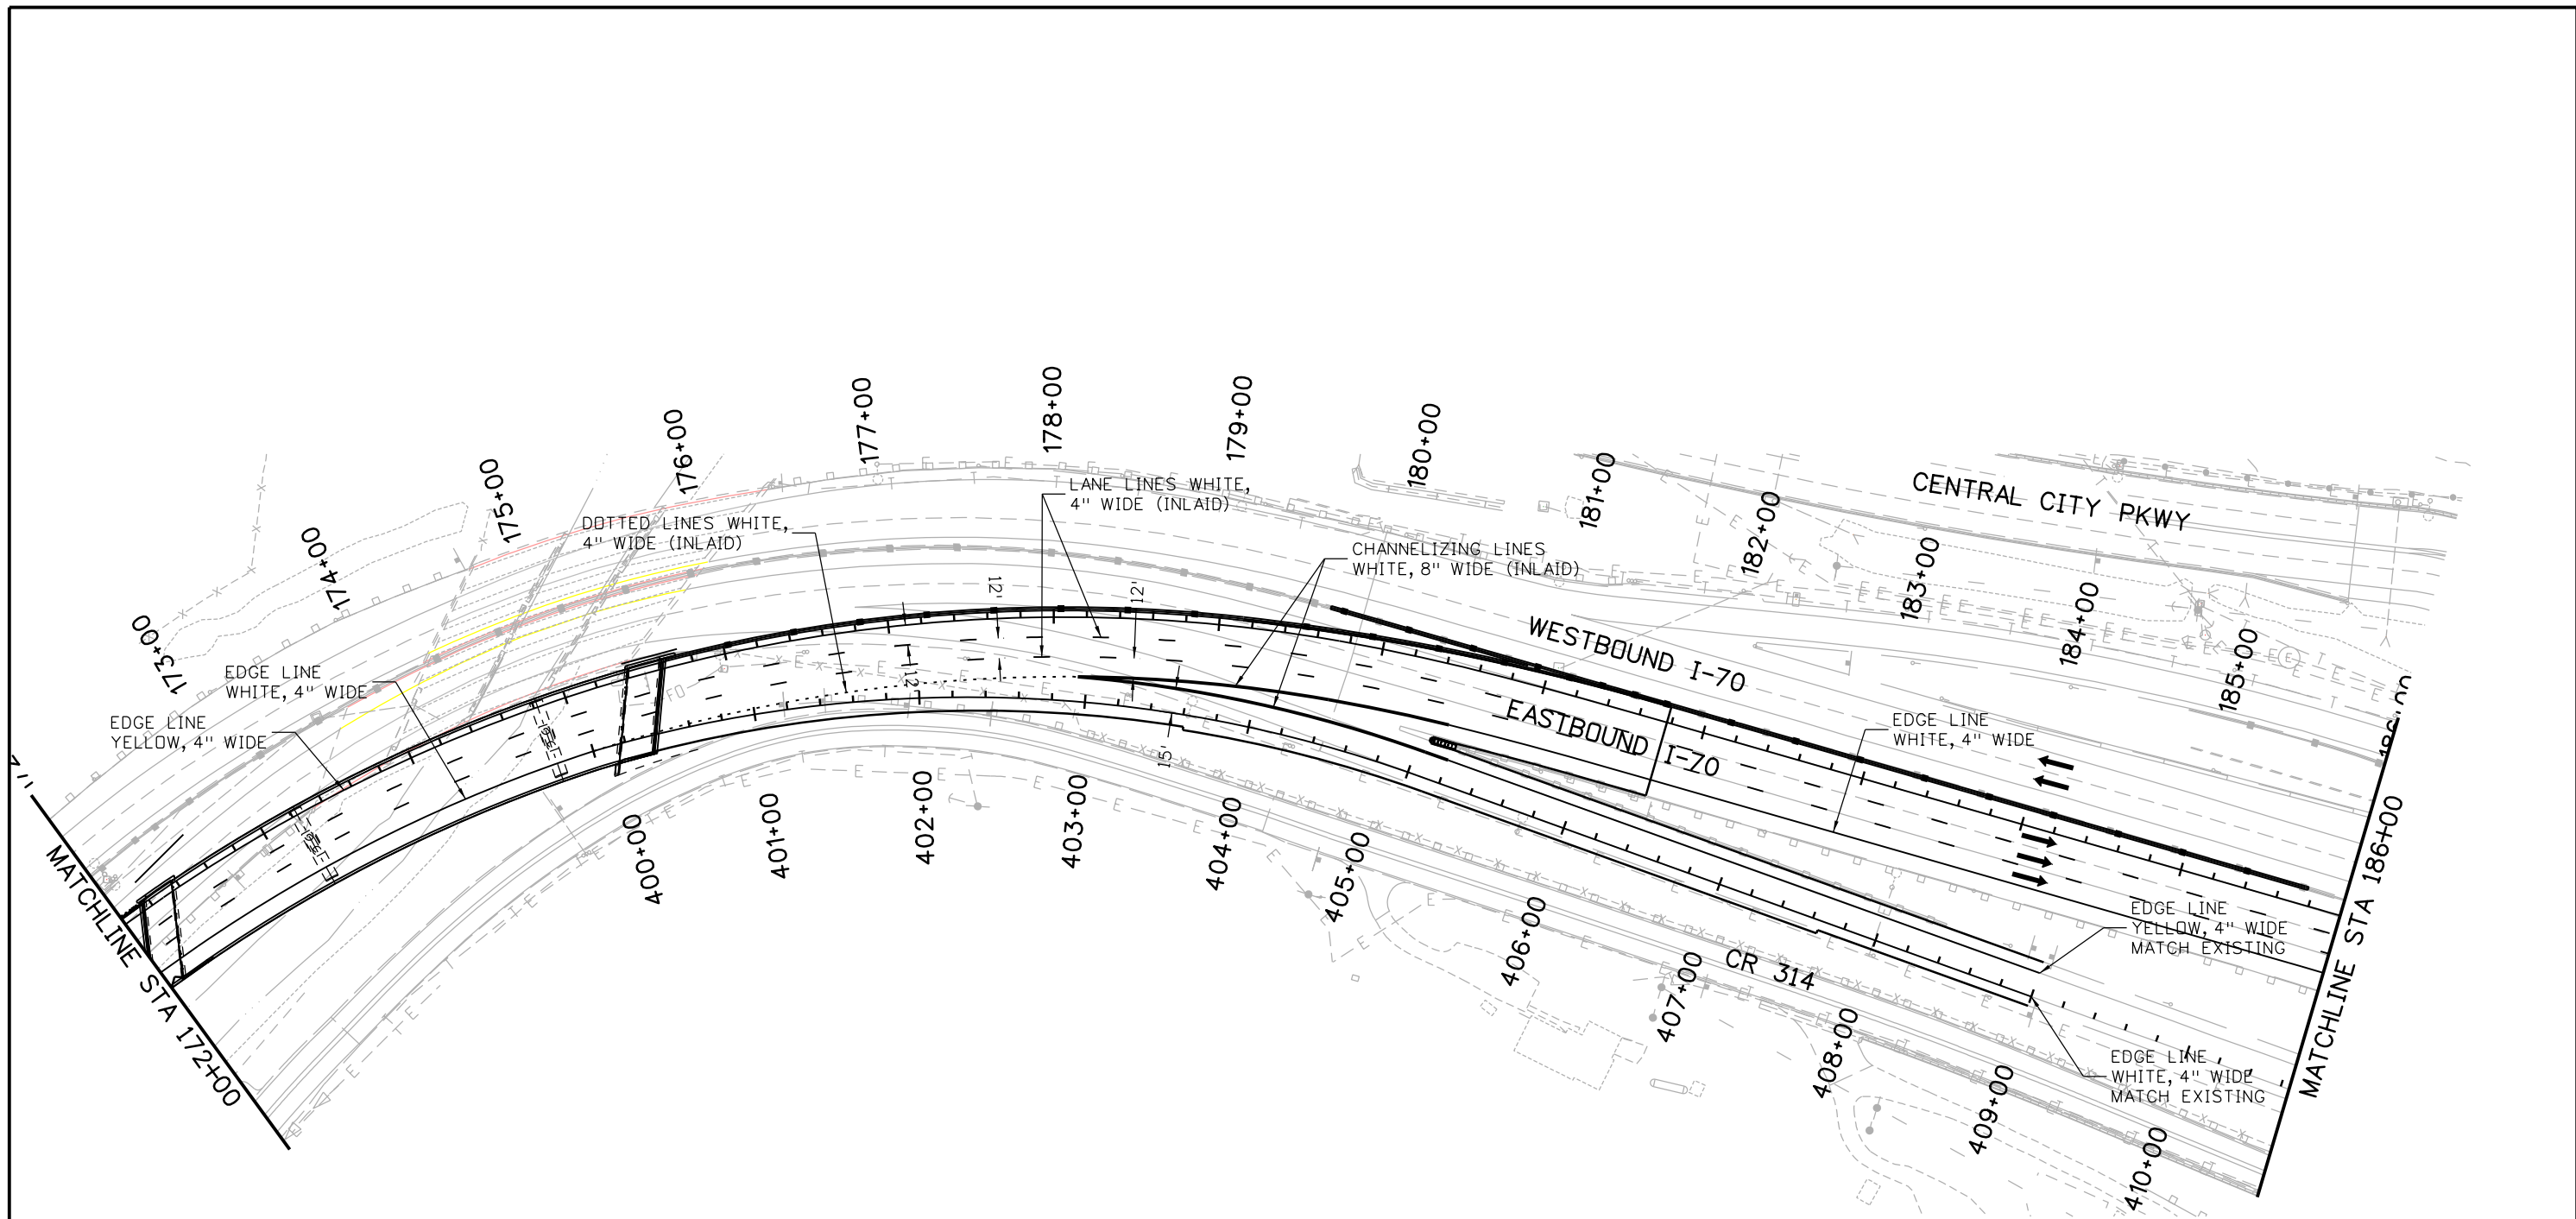 173+00
174+00
175+00
176+00
177+00
178+00
179+00
180+00
181+00
182+00
183+00
184+00
185+00
CENTRAL CITY PKWY
LANE LINES WHITE,
4" WIDE (INLAID)
DOTTED LINES WHITE,
4" WIDE (INLAID)
CHANNELIZING LINES
WHITE, 8" WIDE (INLAID)
12'
12'
12'
15'
WESTBOUND I-70
EASTBOUND I-70
EDGE LINE
WHITE, 4" WIDE
EDGE LINE
YELLOW, 4" WIDE
EDGE LINE
WHITE, 4" WIDE
FO
MATCHLINE STA 172+00
400+00
401+00
402+00
403+00
404+00
405+00
406+00
407+00
408+00
409+00
410+00
CR 314
EDGE LINE
YELLOW, 4" WIDE
MATCH EXISTING
EDGE LINE
WHITE, 4" WIDE
MATCH EXISTING
MATCHLINE STA 186+00